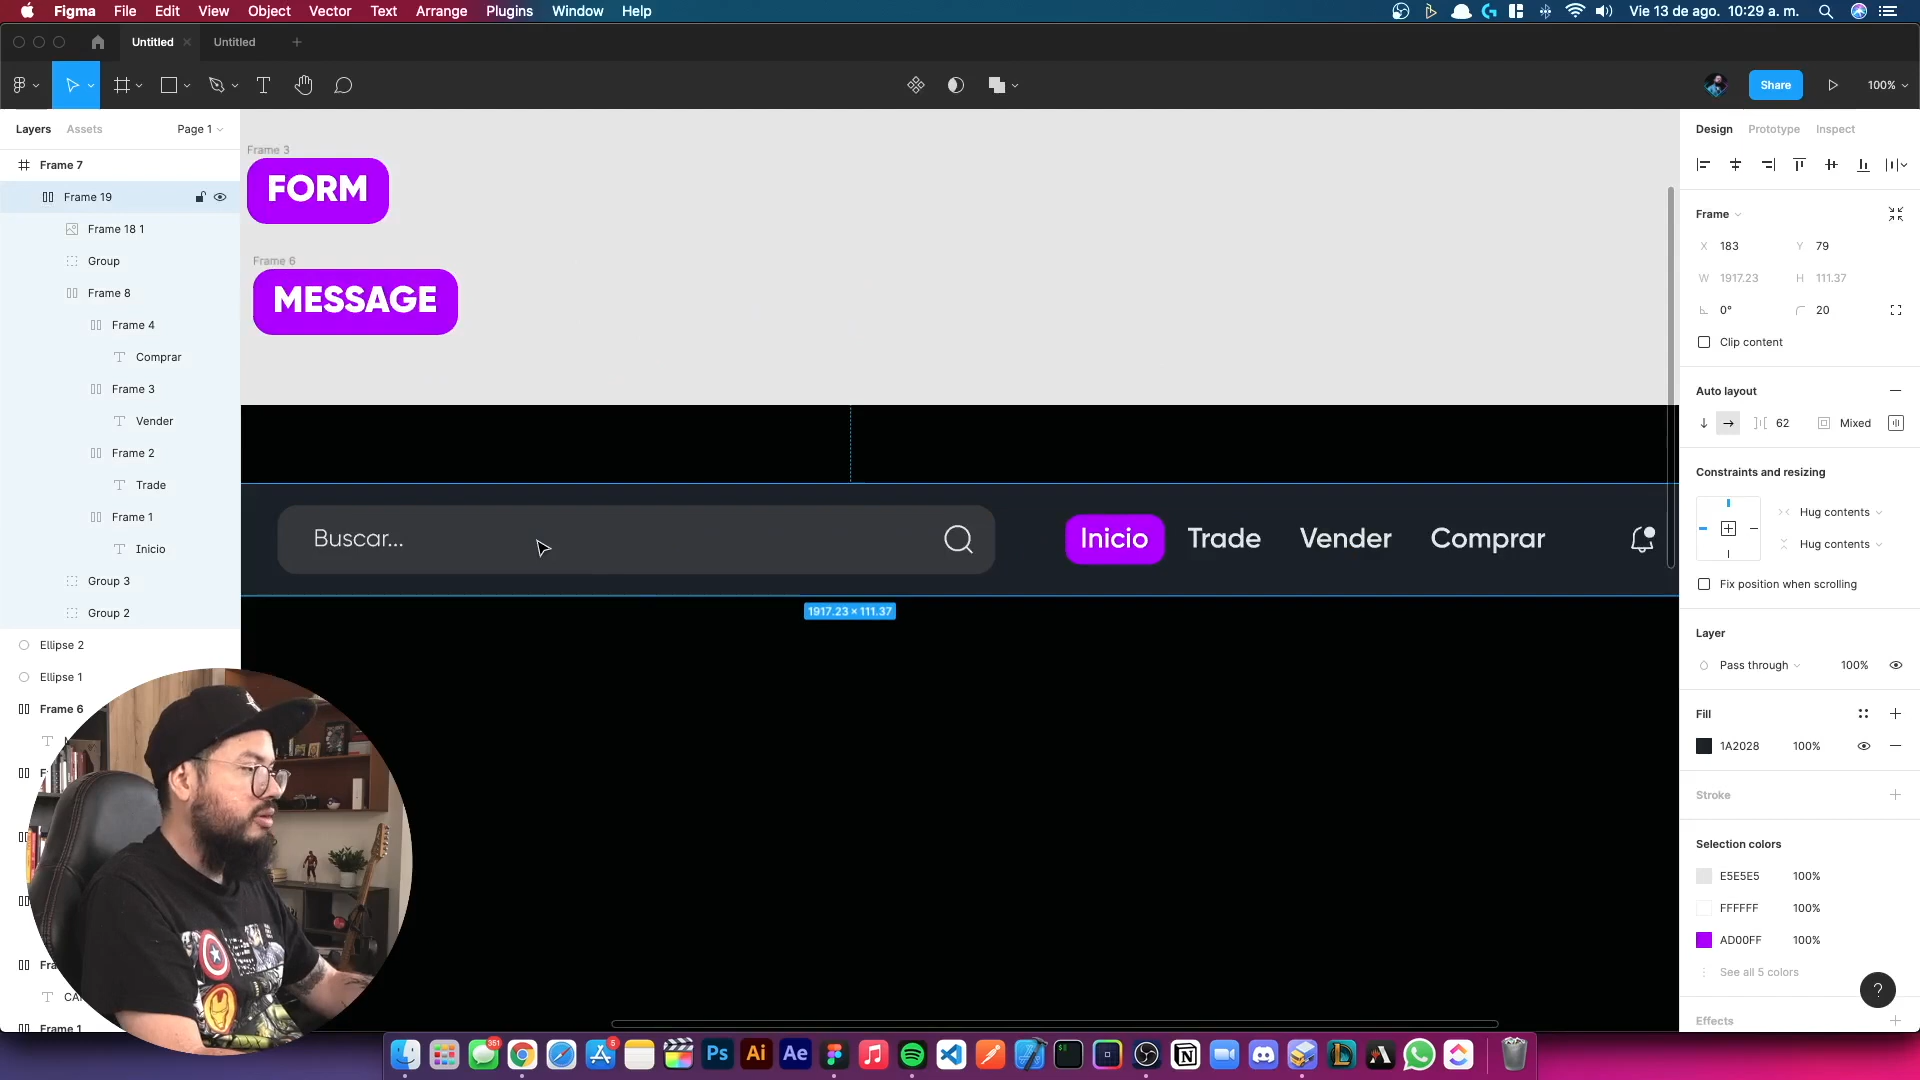 Figma File Edit View Object Vector Text Arrange Plugins Window Help Vie 13 de ago. 10:29 a. m.
Untitled Untitled
Share 100%
Layers Assets Page 1
Frame 7
Frame 19
Frame 18 1
Group
Frame 8
Frame 4
Comprar
Frame 3
Vender
Frame 2
Trade
Frame 1
Inicio
Group 3
Group 2
Ellipse 2
Ellipse 1
Frame 6
Frame 1
Frame 3
FORM
Frame 6
MESSAGE
Buscar... Inicio Trade Vender Comprar
1917.23 × 111.37
Design Prototype Inspect
Frame
X 183 Y 79
W 1917.23 H 111.37
0° 20
Clip content
Auto layout
62 Mixed
Constraints and resizing
Hug contents
Hug contents
Fix position when scrolling
Layer
Pass through 100%
Fill
1A2028 100%
Stroke
Selection colors
E5E5E5 100%
FFFFFF 100%
AD00FF 100%
See all 5 colors
?
Effects
351
5
Ps Ai Ae